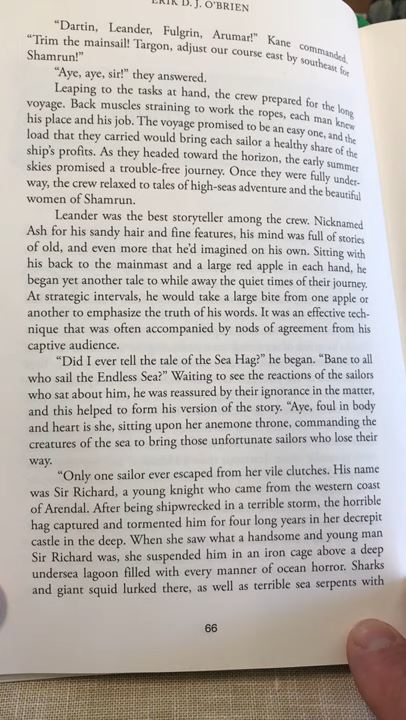 ERIK D. J. O'BRIEN
"Dartin, Leander, Fulgrin, Arumar!" Kane commanded.
"Trim the mainsail! Targon, adjust our course east by southeast for
Shamrun!"
"Aye, aye, sir!" they answered.
Leaping to the tasks at hand, the crew prepared for the long
voyage. Back muscles straining to work the ropes, each man knew
his place and his job. The voyage promised to be an easy one, and the
load that they carried would bring each sailor a healthy share of the
ship's profits. As they headed toward the horizon, the early summer
skies promised a trouble-free journey. Once they were fully under-
way, the crew relaxed to tales of high-seas adventure and the beautiful
women of Shamrun.
Leander was the best storyteller among the crew. Nicknamed
Ash for his sandy hair and fine features, his mind was full of stories
of old, and even more that he'd imagined on his own. Sitting with
his back to the mainmast and a large red apple in each hand, he
began yet another tale to while away the quiet times of their journey.
At strategic intervals, he would take a large bite from one apple or
another to emphasize the truth of his words. It was an effective tech-
nique that was often accompanied by nods of agreement from his
captive audience.
"Did I ever tell the tale of the Sea Hag?" he began. "Bane to all
who sail the Endless Sea?" Waiting to see the reactions of the sailors
who sat about him, he was reassured by their ignorance in the matter,
and this helped to form his version of the story. "Aye, foul in body
and heart is she, sitting upon her anemone throne, commanding the
creatures of the sea to bring those unfortunate sailors who lose their
way.
"Only one sailor ever escaped from her vile clutches. His name
was Sir Richard, a young knight who came from the western coast
of Arendal. After being shipwrecked in a terrible storm, the horrible
hag captured and tormented him for four long years in her decrepit
castle in the deep. When she saw what a handsome and young man
Sir Richard was, she suspended him in an iron cage above a deep
undersea lagoon filled with every manner of ocean horror. Sharks
and giant squid lurked there, as well as terrible sea serpents with
66